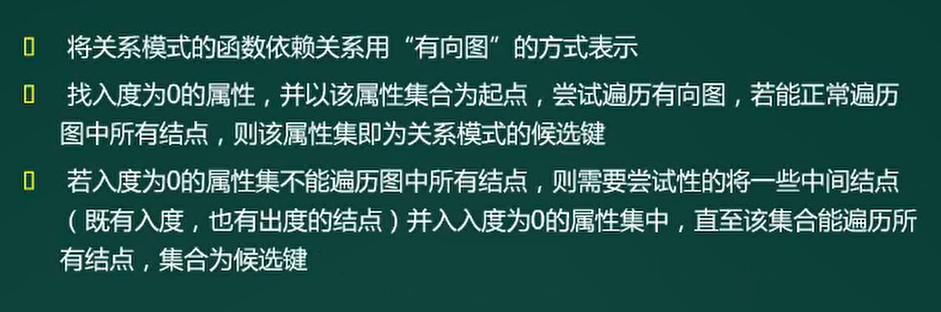 将关系模式的函数依赖关系用“有向图”的方式表示
找入度为0的属性，并以该属性集合为起点，尝试遍历有向图，若能正常遍历
图中所有结点，则该属性集即为关系模式的候选键
若入度为0的属性集不能遍历图中所有结点，则需要尝试性的将一些中间结点
（既有入度，也有出度的结点）并入入度为0的属性集中，直至该集合能遍历所
有结点，集合为候选键